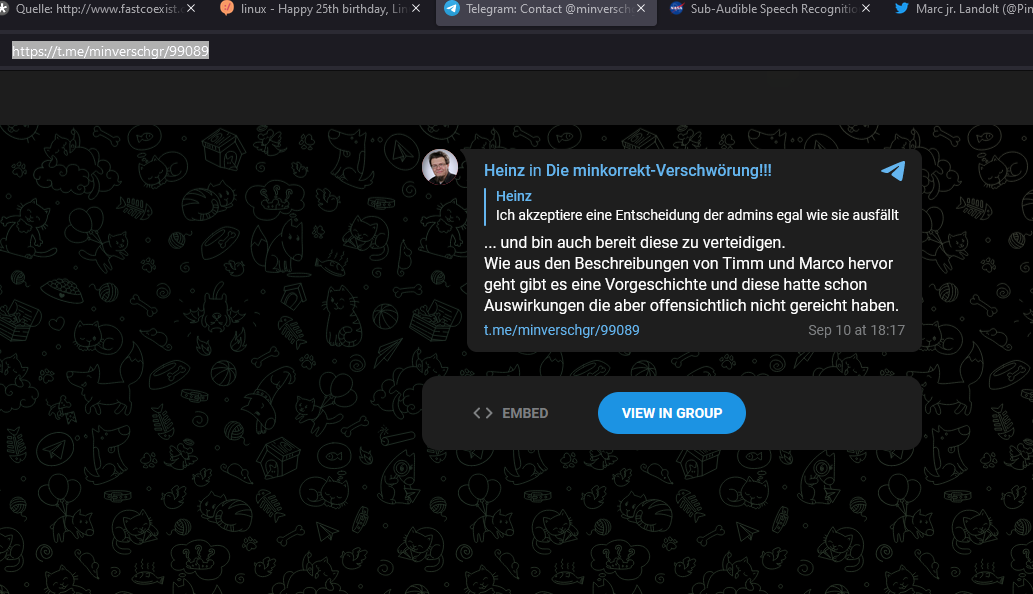 Quelle: http://www.fastcoexist.
linux - Happy 25th birthday, Lin
Telegram: Contact @minversch
Sub-Audible Speech Recognitio
Marc jr. Landolt (@Pin
https://t.me/minverschgr/99089
Heinz in Die minkorrekt-Verschwörung!!!
Heinz
Ich akzeptiere eine Entscheidung der admins egal wie sie ausfällt
... und bin auch bereit diese zu verteidigen.
Wie aus den Beschreibungen von Timm und Marco hervor
geht gibt es eine Vorgeschichte und diese hatte schon
Auswirkungen die aber offensichtlich nicht gereicht haben.
t.me/minverschgr/99089 Sep 10 at 18:17
EMBED VIEW IN GROUP